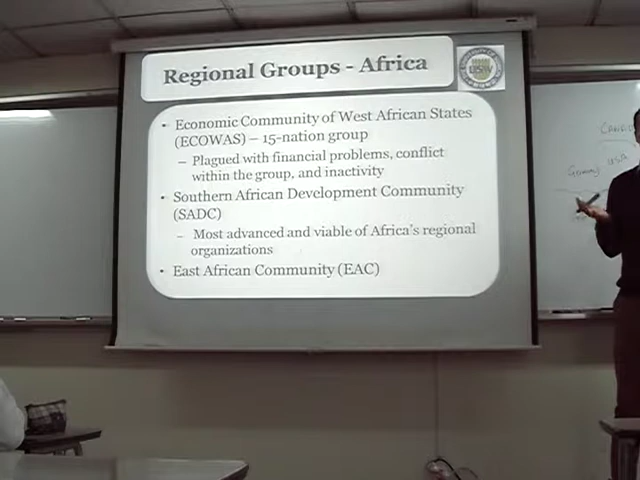 Regional Groups - Africa
• Economic Community of West African States
(ECOWAS) – 15-nation group
– Plagued with financial problems, conflict
within the group, and inactivity
• Southern African Development Community
(SADC)
– Most advanced and viable of Africa's regional
organizations
• East African Community (EAC)
Germany USA